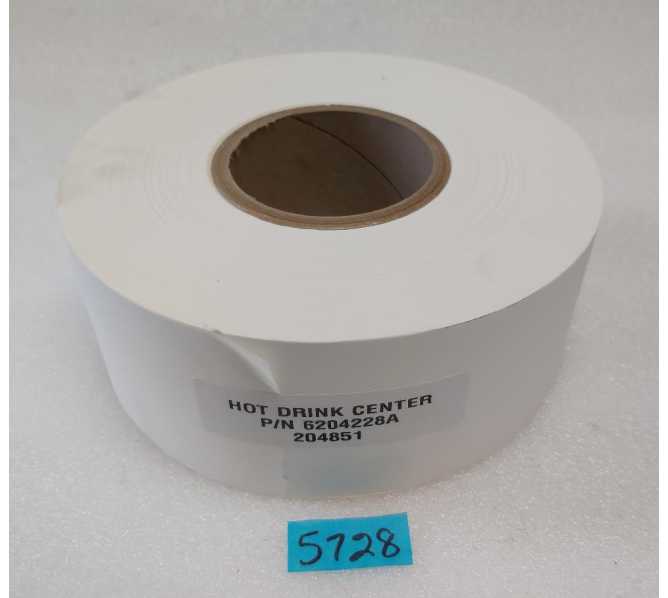 HOT DRINK CENTER
P/N 6204228A
204851
5728